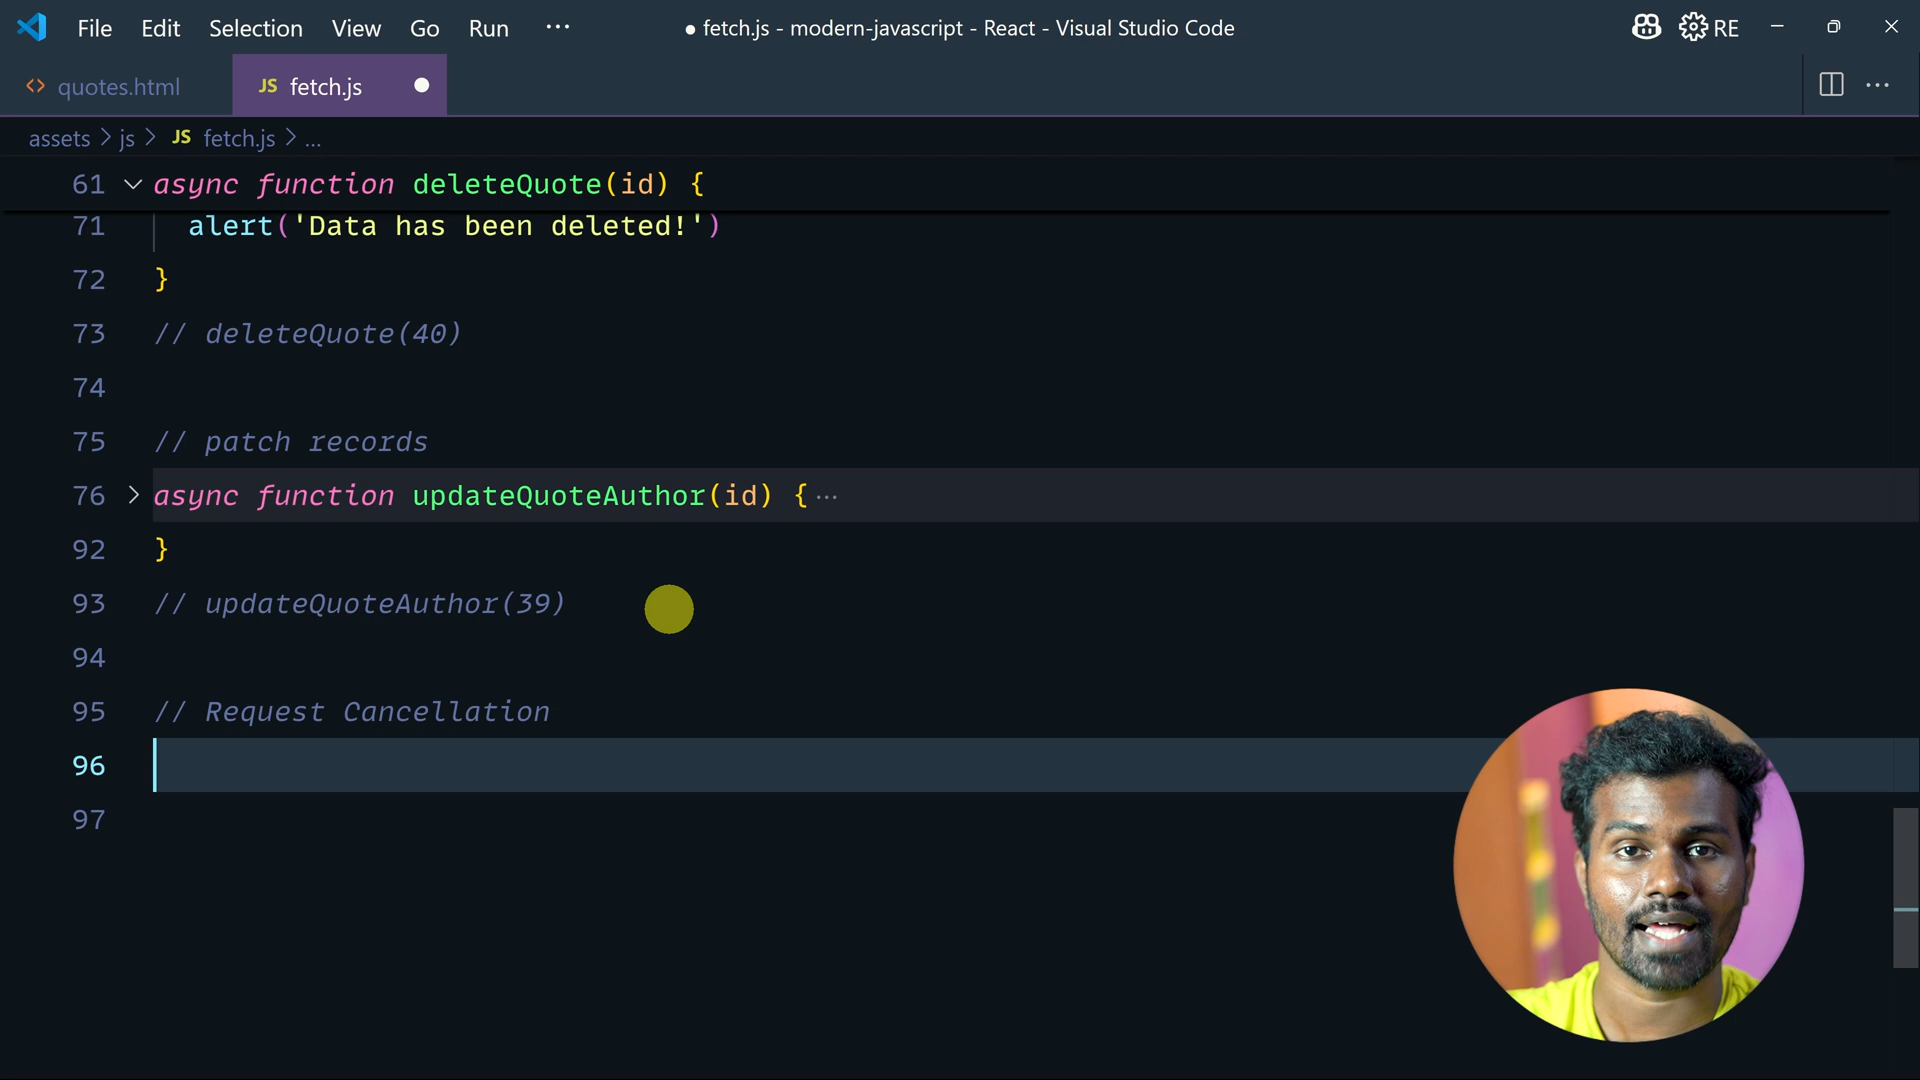 File Edit Selection View Go Run ···
● fetch.js - modern-javascript - React - Visual Studio Code
RE
<> quotes.html
JS fetch.js
assets > js > JS fetch.js > ...
61 async function deleteQuote(id) {
71 alert('Data has been deleted!')
72 }
73 // deleteQuote(40)
74
75 // patch records
76 async function updateQuoteAuthor(id) {···
92 }
93 // updateQuoteAuthor(39)
94
95 // Request Cancellation
96
97